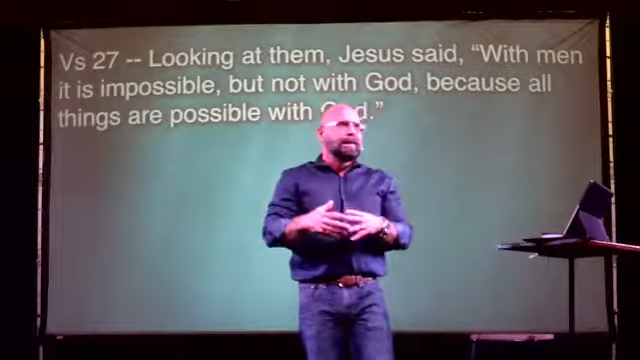 Vs 27 -- Looking at them, Jesus said, “With men
it is impossible, but not with God, because all
things are possible with God.”